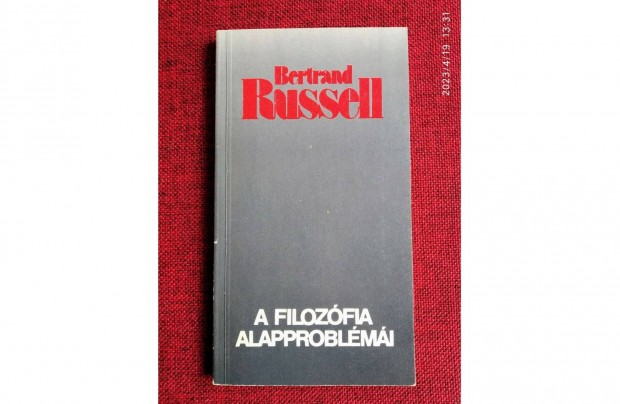 Bertrand
Russell
A FILOZÓFIA
ALAPPROBLÉMÁI
2023/4/19 13:31